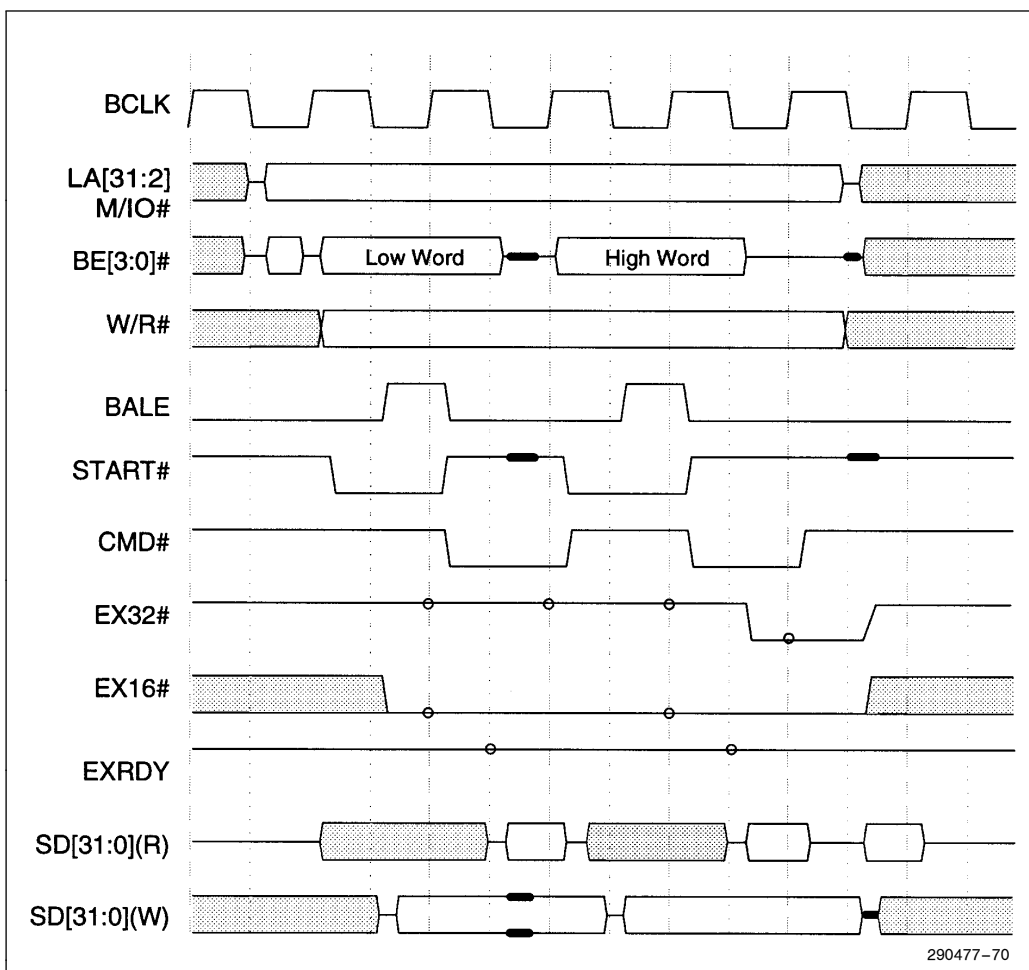 BCLK
LA[31:2]
M/IO#
BE[3:0]#
Low Word
High Word
W/R#
BALE
START#
CMD#
EX32#
EX16#
EXRDY
SD[31:0](R)
SD[31:0](W)
290477–70